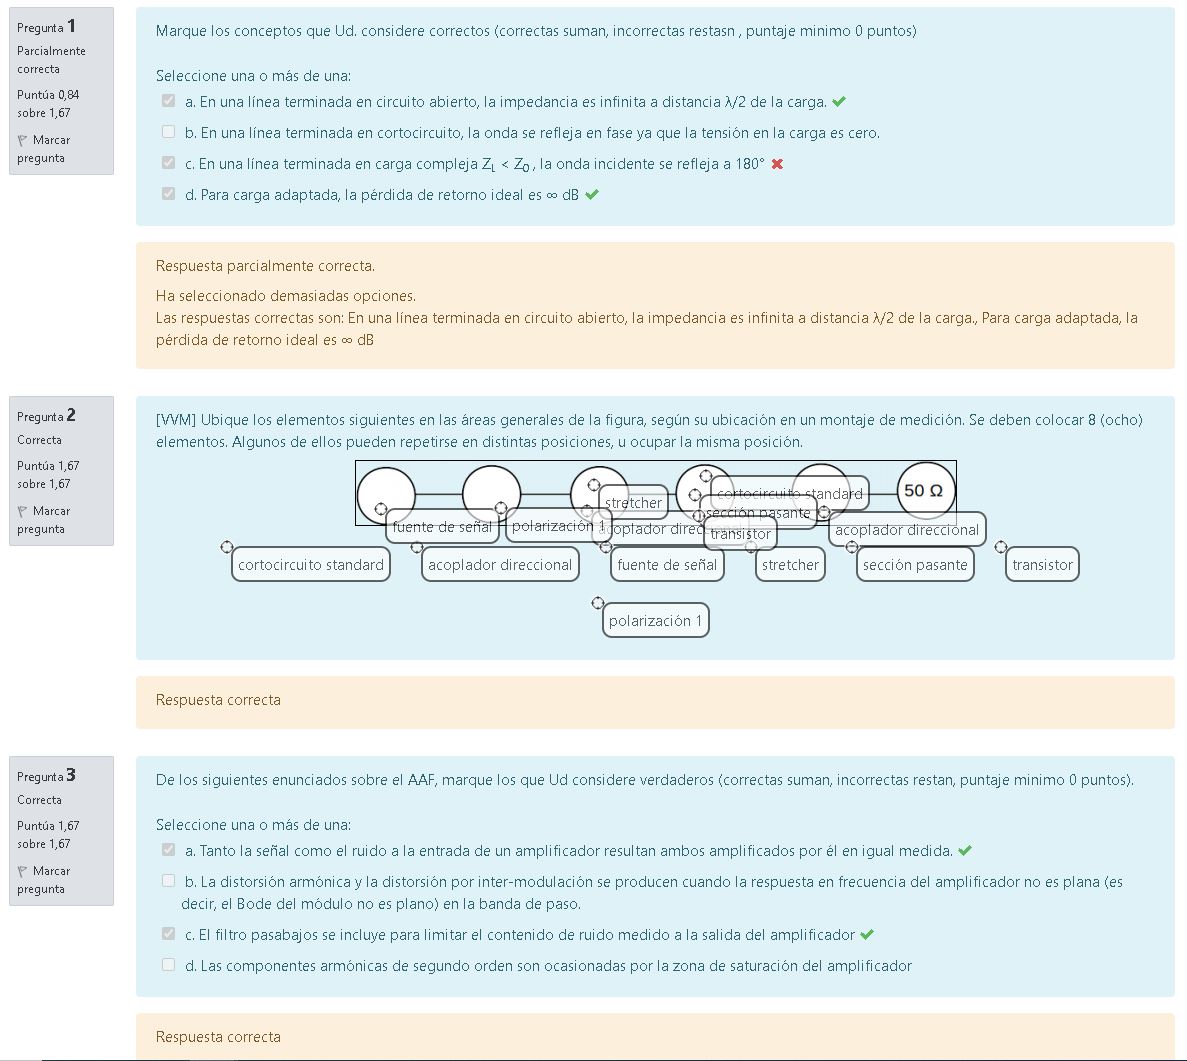 Pregunta 1
Parcialmente
correcta
Puntúa 0,84
sobre 1,67
Marcar
pregunta
Marque los conceptos que Ud. considere correctos (correctas suman, incorrectas restasn , puntaje minimo 0 puntos)
Seleccione una o más de una:
a. En una línea terminada en circuito abierto, la impedancia es infinita a distancia λ/2 de la carga.
b. En una línea terminada en cortocircuito, la onda se refleja en fase ya que la tensión en la carga es cero.
c. En una línea terminada en carga compleja ZL < Z0 , la onda incidente se refleja a 180°
d. Para carga adaptada, la pérdida de retorno ideal es ∞ dB
Respuesta parcialmente correcta.
Ha seleccionado demasiadas opciones.
Las respuestas correctas son: En una línea terminada en circuito abierto, la impedancia es infinita a distancia λ/2 de la carga., Para carga adaptada, la
pérdida de retorno ideal es ∞ dB
Pregunta 2
Correcta
Puntúa 1,67
sobre 1,67
Marcar
pregunta
[VVM] Ubique los elementos siguientes en las áreas generales de la figura, según su ubicación en un montaje de medición. Se deben colocar 8 (ocho)
elementos. Algunos de ellos pueden repetirse en distintas posiciones, u ocupar la misma posición.
50 Ω
cortocircuito standard
stretcher
sección pasante
fuente de señal
polarización 1
acoplador direc
transistor
acoplador direccional
cortocircuito standard
acoplador direccional
fuente de señal
stretcher
sección pasante
transistor
polarización 1
Respuesta correcta
Pregunta 3
Correcta
Puntúa 1,67
sobre 1,67
Marcar
pregunta
De los siguientes enunciados sobre el AAF, marque los que Ud considere verdaderos (correctas suman, incorrectas restan, puntaje minimo 0 puntos).
Seleccione una o más de una:
a. Tanto la señal como el ruido a la entrada de un amplificador resultan ambos amplificados por él en igual medida.
b. La distorsión armónica y la distorsión por inter-modulación se producen cuando la respuesta en frecuencia del amplificador no es plana (es
decir, el Bode del módulo no es plano) en la banda de paso.
c. El filtro pasabajos se incluye para limitar el contenido de ruido medido a la salida del amplificador
d. Las componentes armónicas de segundo orden son ocasionadas por la zona de saturación del amplificador
Respuesta correcta